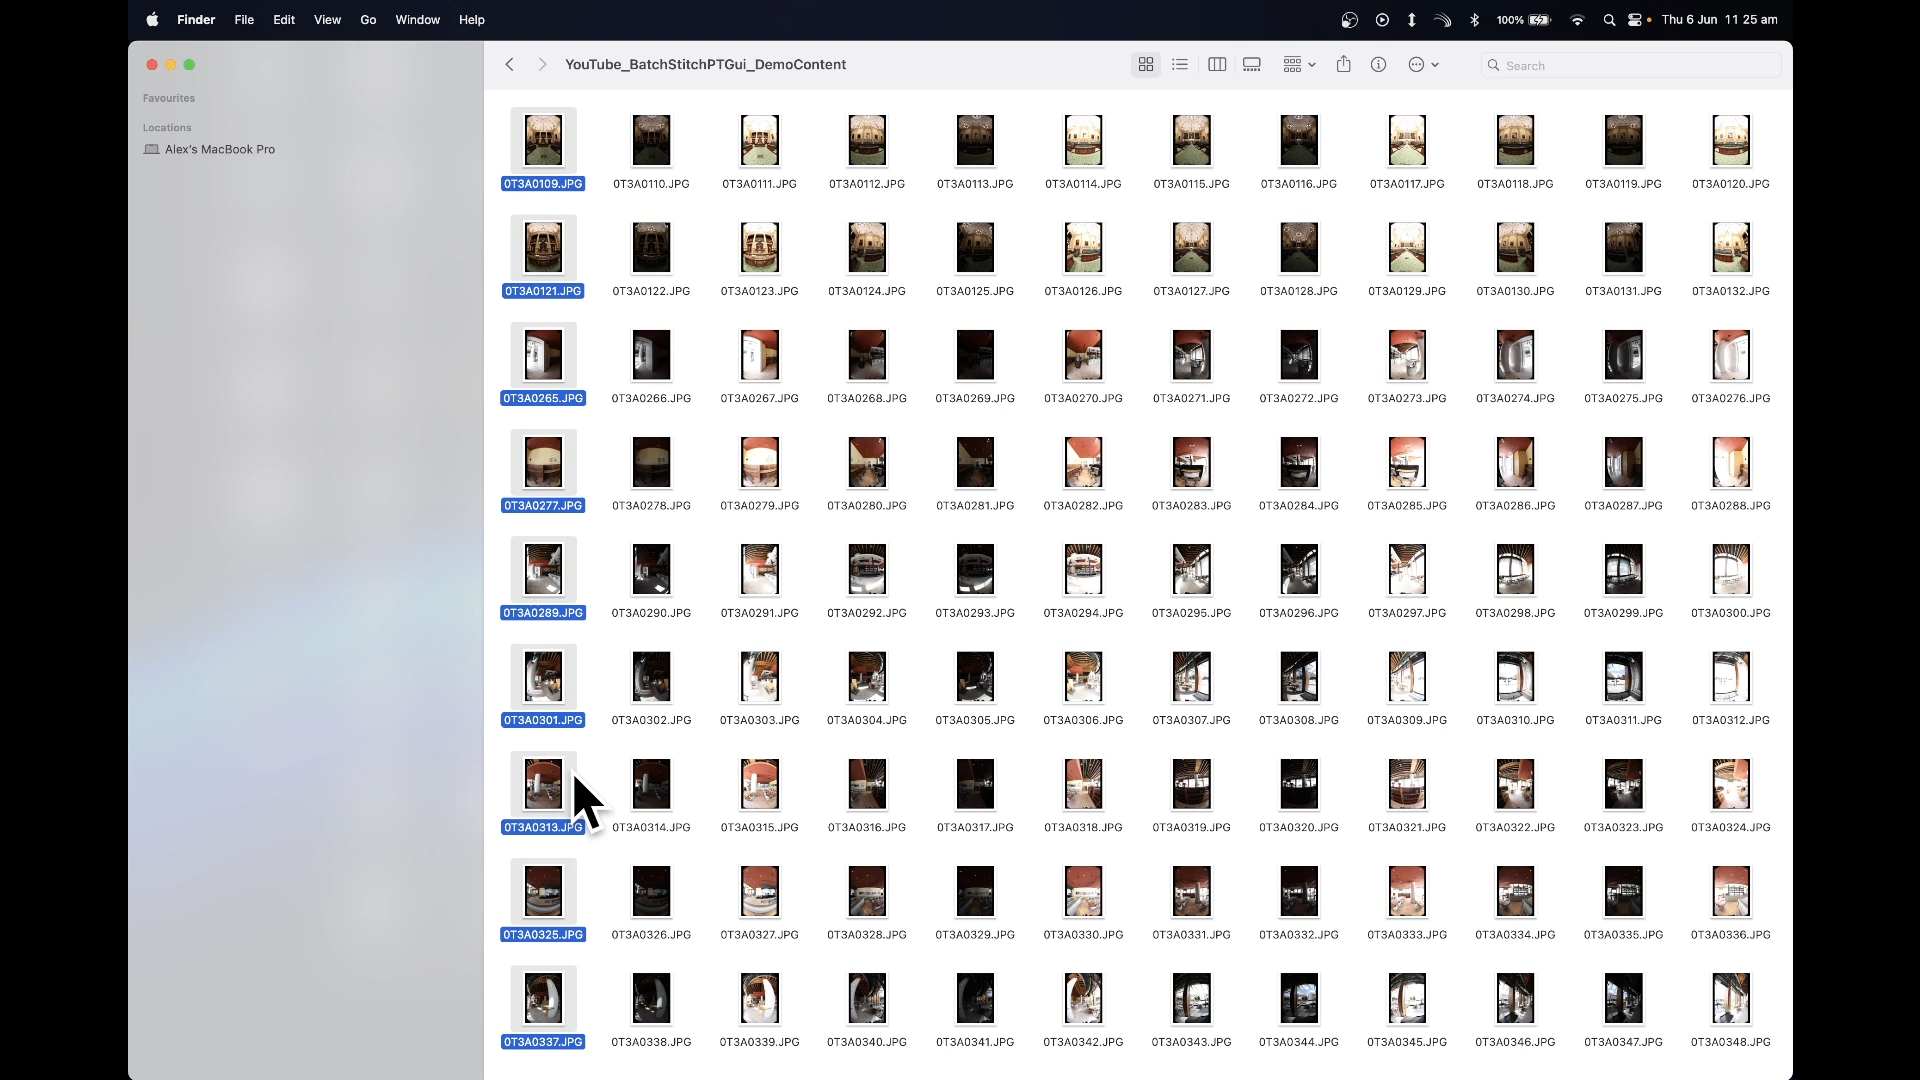 Finder File Edit View Go Window Help 100% Thu 6 Jun 11 25 am
YouTube_BatchStitchPTGui_DemoContent Search
Favourites
Locations
Alex's MacBook Pro
0T3A0109.JPG 0T3A0110.JPG 0T3A0111.JPG 0T3A0112.JPG 0T3A0113.JPG 0T3A0114.JPG 0T3A0115.JPG 0T3A0116.JPG 0T3A0117.JPG 0T3A0118.JPG 0T3A0119.JPG 0T3A0120.JPG
0T3A0121.JPG 0T3A0122.JPG 0T3A0123.JPG 0T3A0124.JPG 0T3A0125.JPG 0T3A0126.JPG 0T3A0127.JPG 0T3A0128.JPG 0T3A0129.JPG 0T3A0130.JPG 0T3A0131.JPG 0T3A0132.JPG
0T3A0265.JPG 0T3A0266.JPG 0T3A0267.JPG 0T3A0268.JPG 0T3A0269.JPG 0T3A0270.JPG 0T3A0271.JPG 0T3A0272.JPG 0T3A0273.JPG 0T3A0274.JPG 0T3A0275.JPG 0T3A0276.JPG
0T3A0277.JPG 0T3A0278.JPG 0T3A0279.JPG 0T3A0280.JPG 0T3A0281.JPG 0T3A0282.JPG 0T3A0283.JPG 0T3A0284.JPG 0T3A0285.JPG 0T3A0286.JPG 0T3A0287.JPG 0T3A0288.JPG
0T3A0289.JPG 0T3A0290.JPG 0T3A0291.JPG 0T3A0292.JPG 0T3A0293.JPG 0T3A0294.JPG 0T3A0295.JPG 0T3A0296.JPG 0T3A0297.JPG 0T3A0298.JPG 0T3A0299.JPG 0T3A0300.JPG
0T3A0301.JPG 0T3A0302.JPG 0T3A0303.JPG 0T3A0304.JPG 0T3A0305.JPG 0T3A0306.JPG 0T3A0307.JPG 0T3A0308.JPG 0T3A0309.JPG 0T3A0310.JPG 0T3A0311.JPG 0T3A0312.JPG
0T3A0313.JPG 0T3A0314.JPG 0T3A0315.JPG 0T3A0316.JPG 0T3A0317.JPG 0T3A0318.JPG 0T3A0319.JPG 0T3A0320.JPG 0T3A0321.JPG 0T3A0322.JPG 0T3A0323.JPG 0T3A0324.JPG
0T3A0325.JPG 0T3A0326.JPG 0T3A0327.JPG 0T3A0328.JPG 0T3A0329.JPG 0T3A0330.JPG 0T3A0331.JPG 0T3A0332.JPG 0T3A0333.JPG 0T3A0334.JPG 0T3A0335.JPG 0T3A0336.JPG
0T3A0337.JPG 0T3A0338.JPG 0T3A0339.JPG 0T3A0340.JPG 0T3A0341.JPG 0T3A0342.JPG 0T3A0343.JPG 0T3A0344.JPG 0T3A0345.JPG 0T3A0346.JPG 0T3A0347.JPG 0T3A0348.JPG